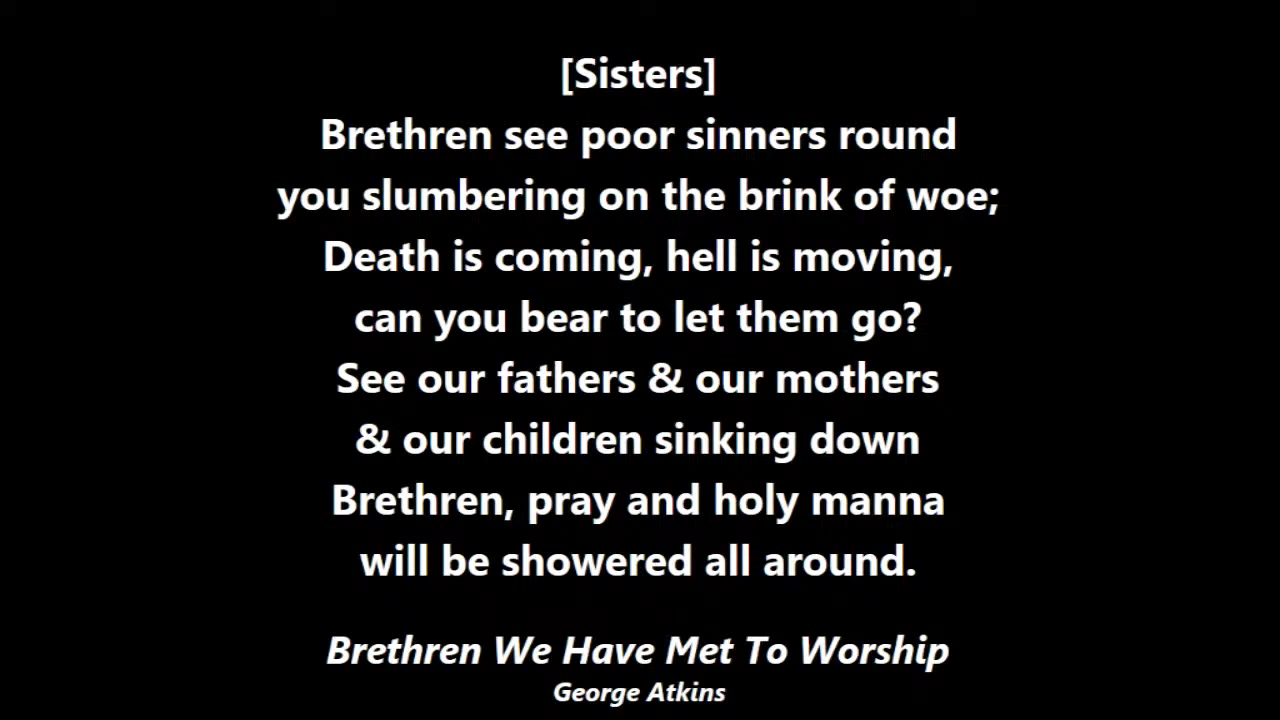 [Sisters]
Brethren see poor sinners round
you slumbering on the brink of woe;
Death is coming, hell is moving,
can you bear to let them go?
See our fathers & our mothers
& our children sinking down
Brethren, pray and holy manna
will be showered all around.
Brethren We Have Met To Worship
George Atkins